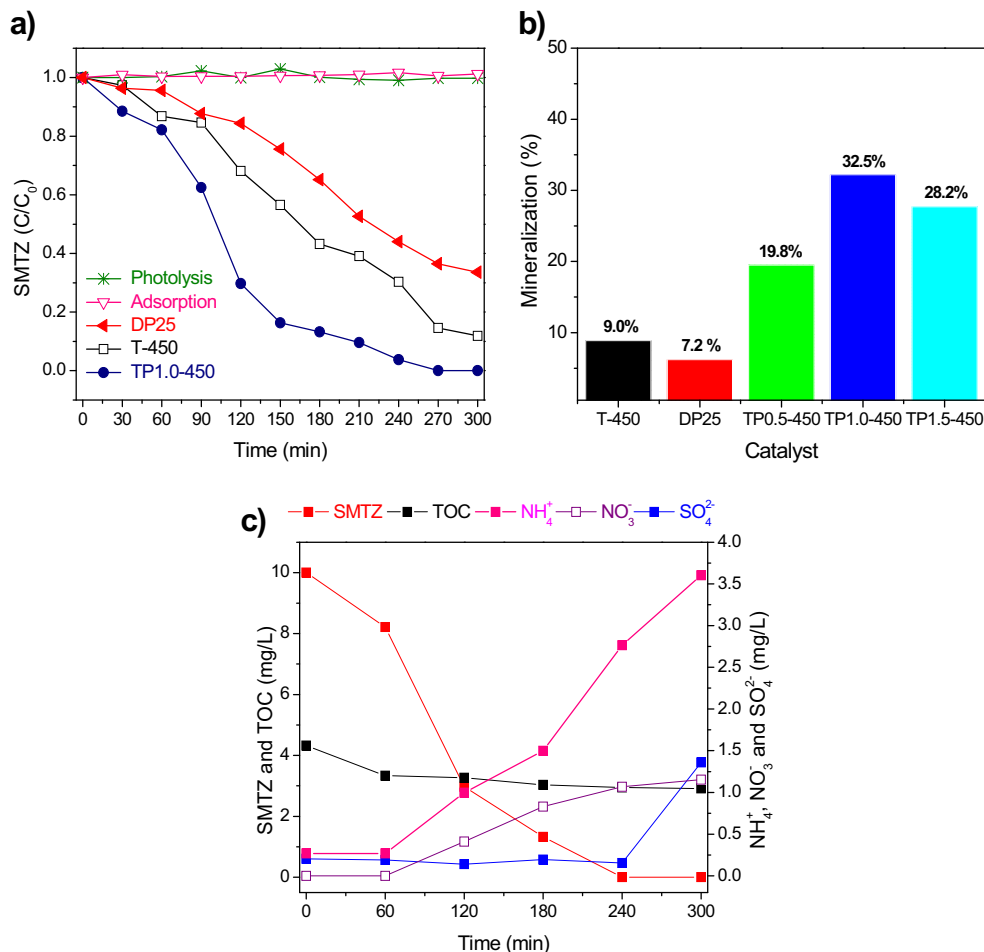 a)
1.0
0.8
0.6
0.4
0.2
0.0
SMTZ (C/C₀)
Photolysis
Adsorption
DP25
T-450
TP1.0-450
0 30 60 90 120 150 180 210 240 270 300
Time (min)
b)
50
40
30
20
10
Mineralization (%)
9.0%
7.2 %
19.8%
32.5%
28.2%
T-450 DP25 TP0.5-450 TP1.0-450 TP1.5-450
Catalyst
c)
SMTZ TOC NH₄⁺ NO₃⁻ SO₄²⁻
10
8
6
4
2
0
SMTZ and TOC (mg/L)
4.0
3.5
3.0
2.5
2.0
1.5
1.0
0.5
0.0
NH₄⁺, NO₃⁻ and SO₄²⁻ (mg/L)
0 60 120 180 240 300
Time (min)